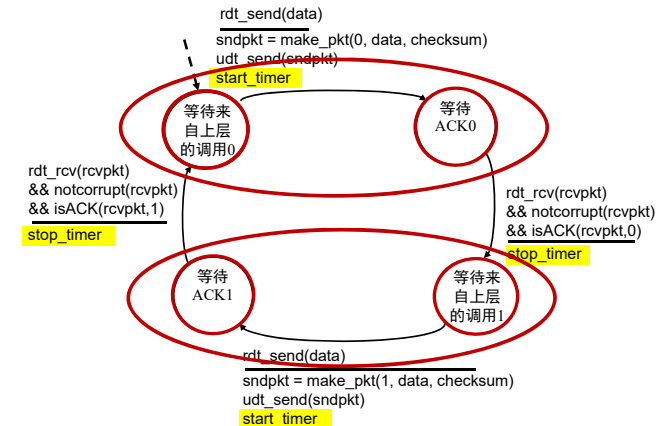 rdt_send(data)
sndpkt = make_pkt(0, data, checksum)
udt_send(sndpkt)
start_timer
等待来
自上层
的调用0
等待
ACK0
rdt_rcv(rcvpkt)
&& notcorrupt(rcvpkt)
&& isACK(rcvpkt,1)
stop_timer
rdt_rcv(rcvpkt)
&& notcorrupt(rcvpkt)
&& isACK(rcvpkt,0)
stop_timer
等待
ACK1
等待来
自上层
的调用1
rdt_send(data)
sndpkt = make_pkt(1, data, checksum)
udt_send(sndpkt)
start_timer